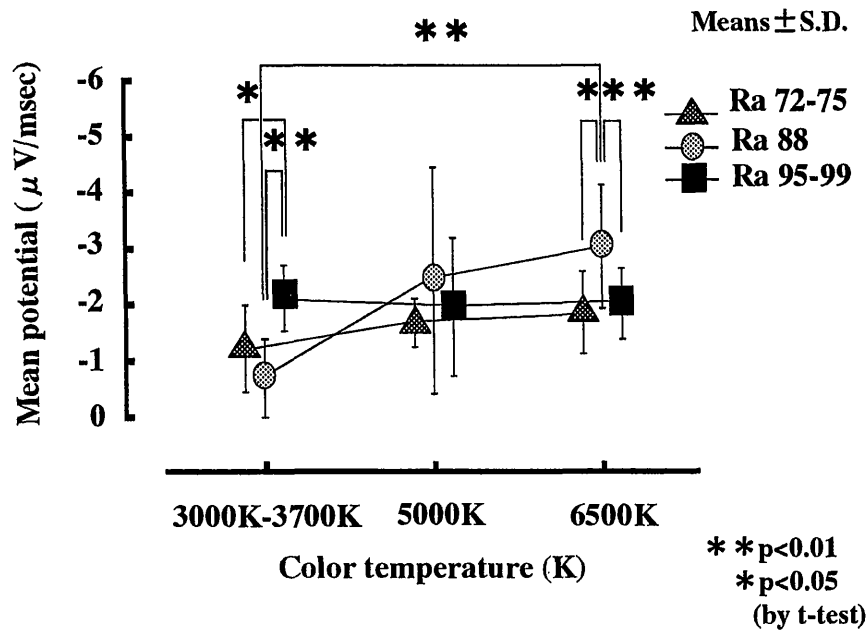 Means±S.D.
Mean potential ( μ V/msec)
-6
-5
-4
-3
-2
-1
0
**
*
**
***
Ra 72-75
Ra 88
Ra 95-99
3000K-3700K
5000K
6500K
Color temperature (K)
**p<0.01
*p<0.05
(by t-test)